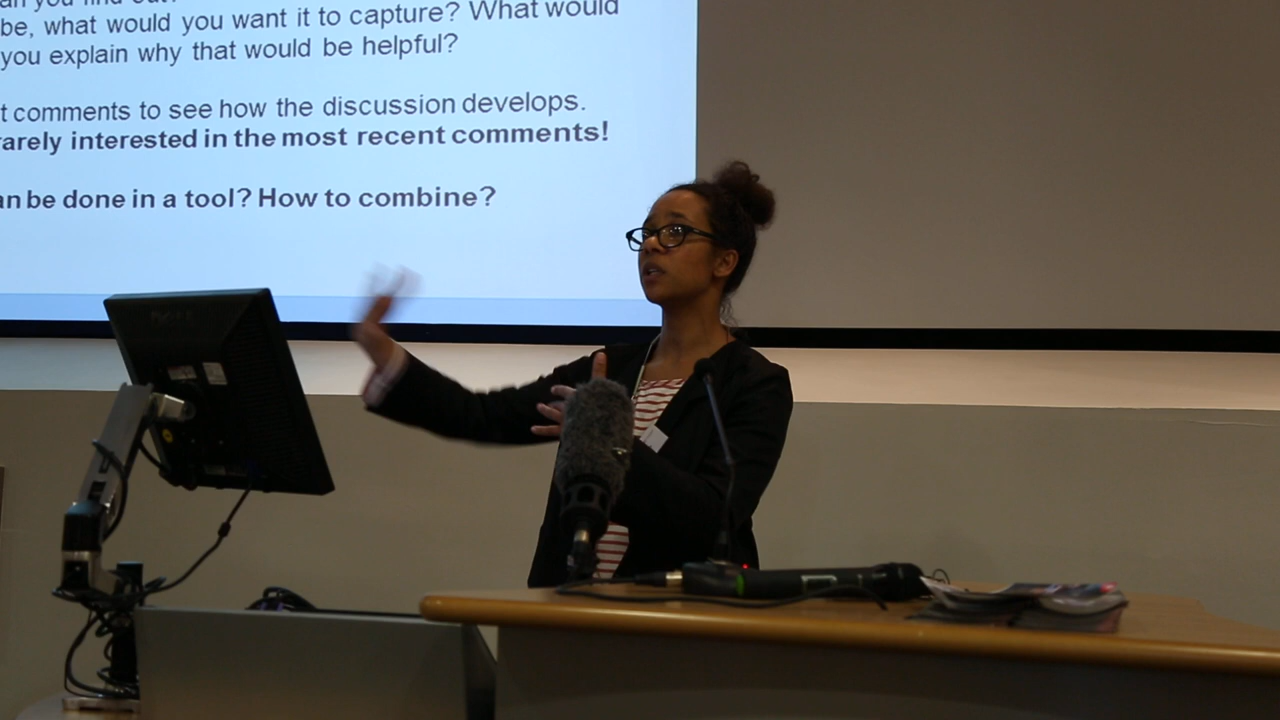 be, what would you want it to capture? What would
you explain why that would be helpful?
t comments to see how the discussion develops.
rarely interested in the most recent comments!
an be done in a tool? How to combine?